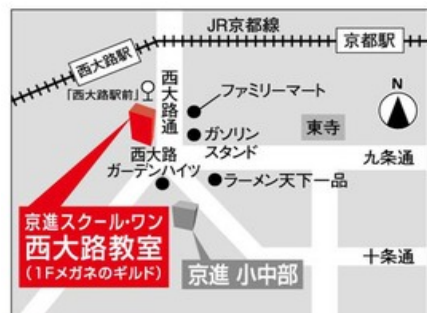 JR京都線
京都駅
西大路駅
「西大路駅前」
西大路通
ファミリーマート
ガソリン
スタンド
東寺
N
西大路
ガーデンハイツ
九条通
ラーメン天下一品
京進スクール・ワン
西大路教室
(1Fメガネのギルド)
京進 小中部
十条通